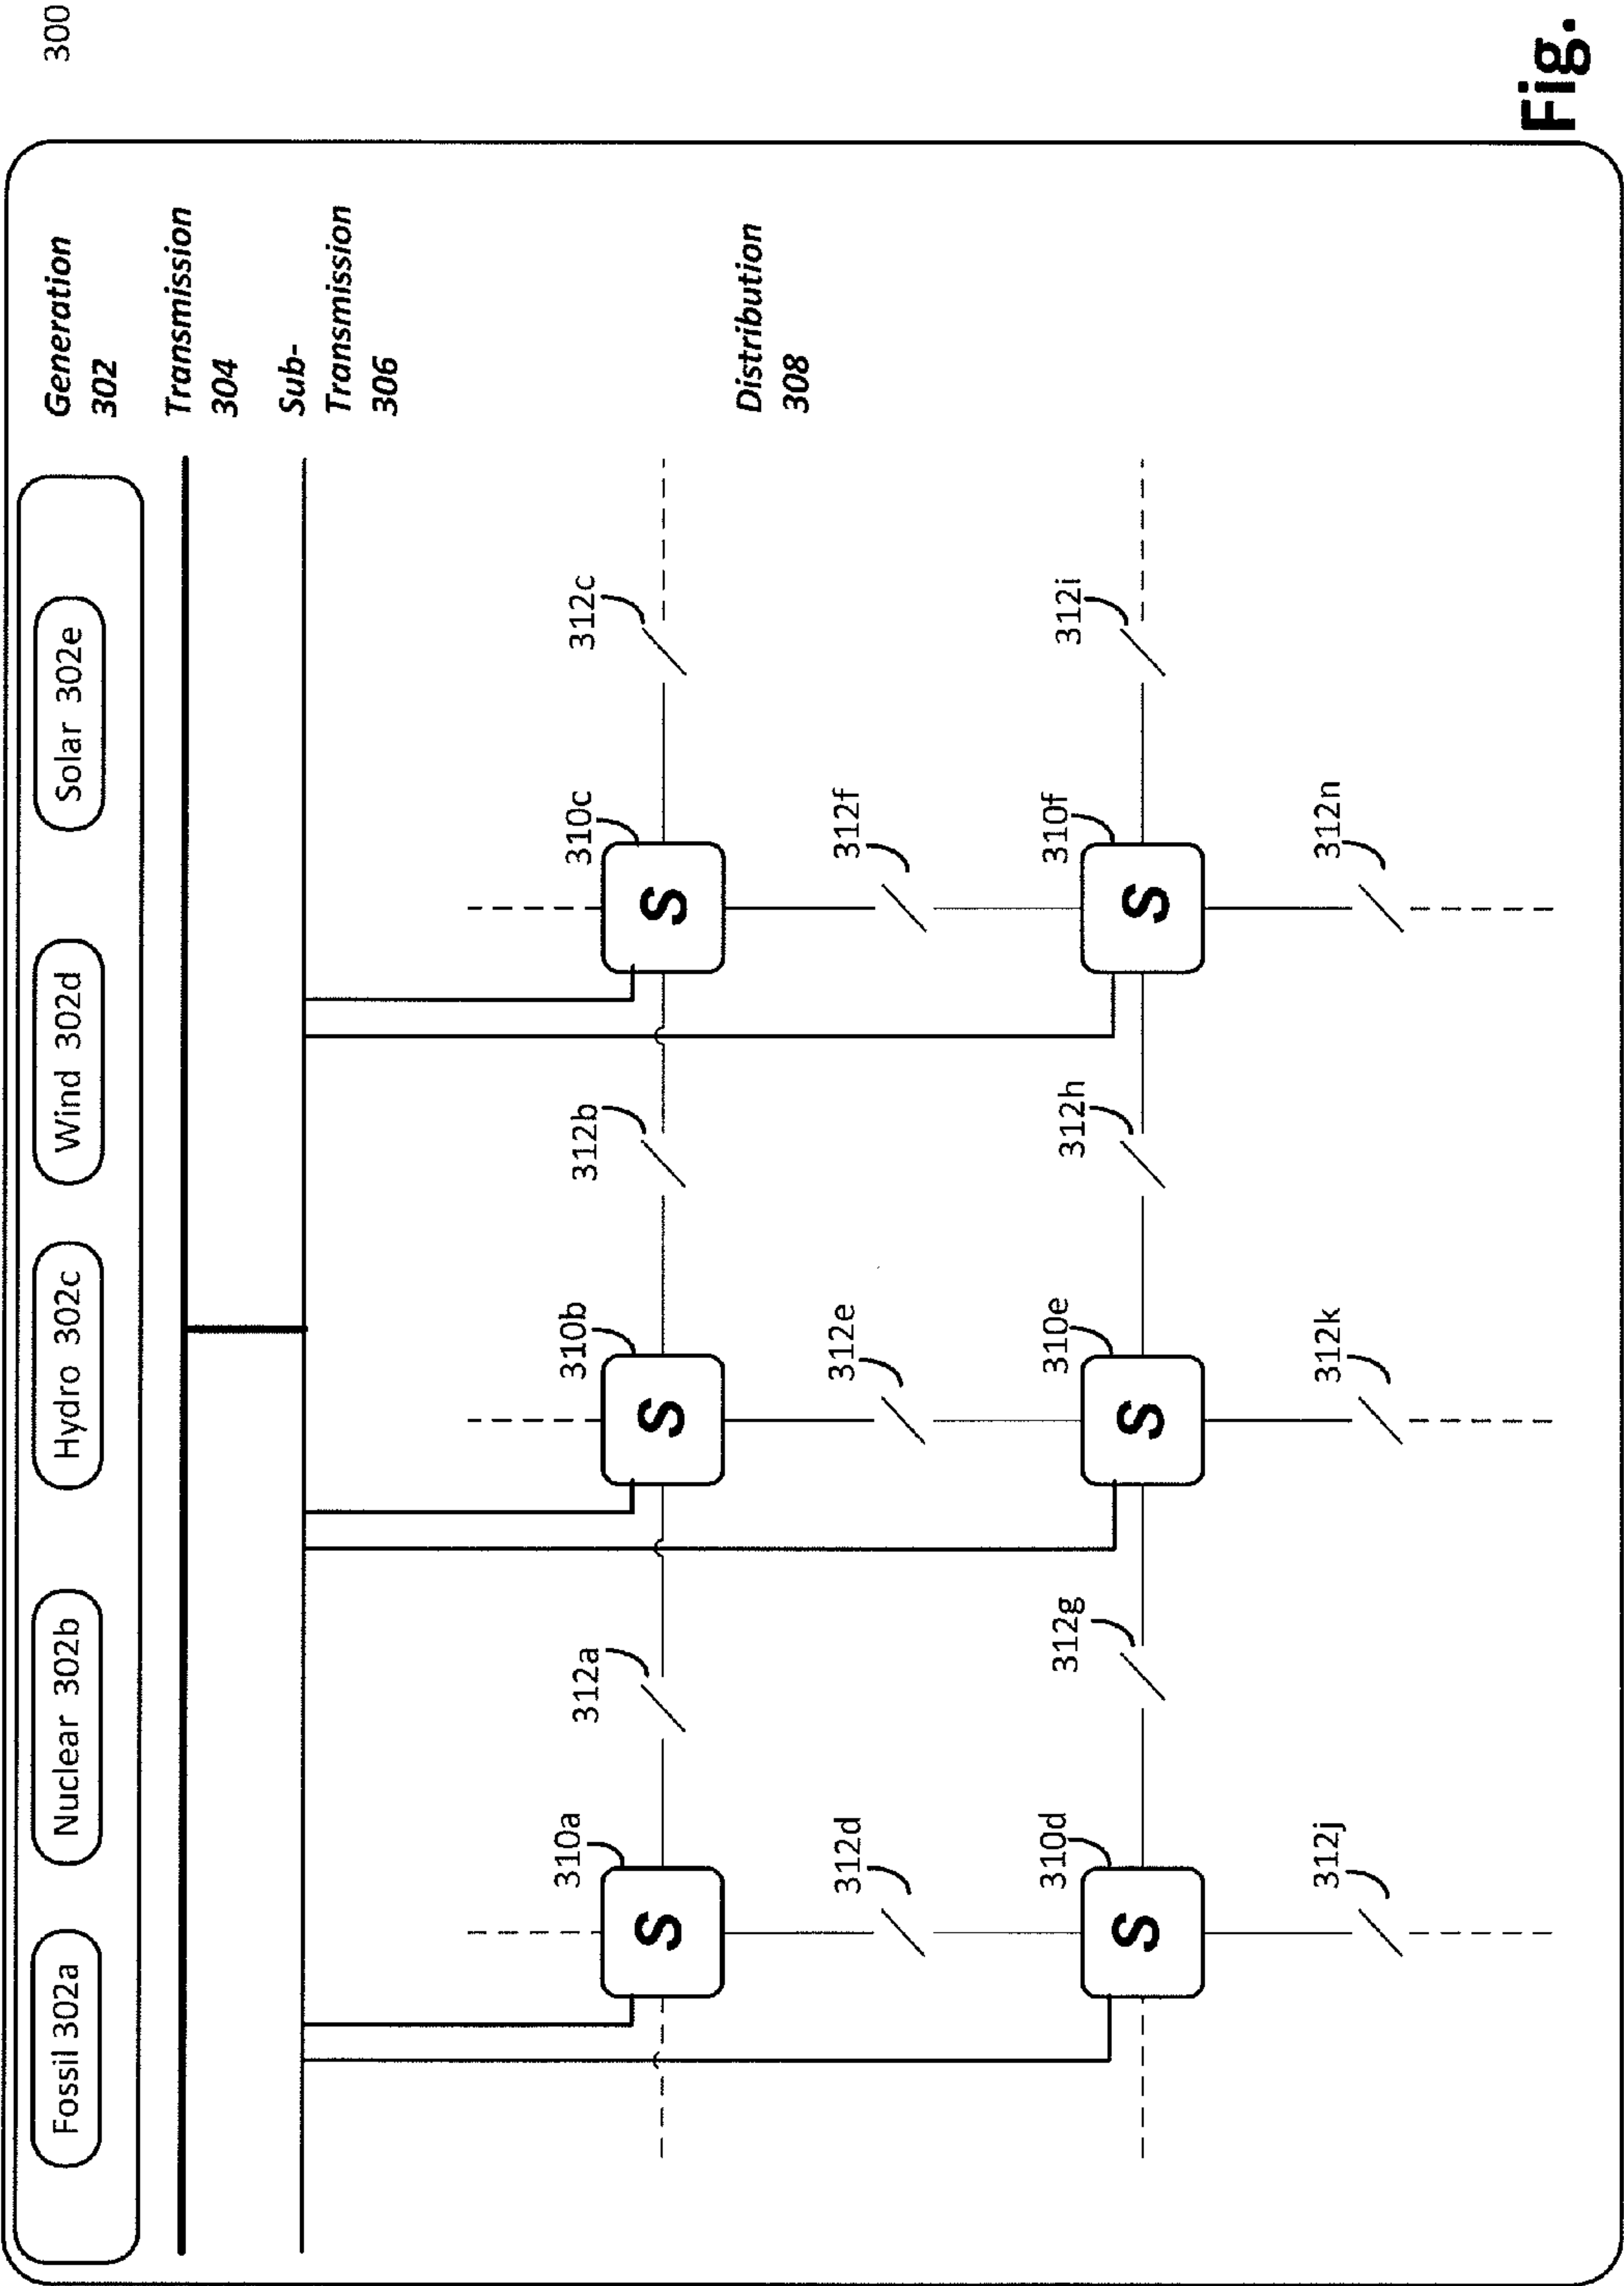 300
Fossil 302a
Nuclear 302b
Hydro 302c
Wind 302d
Solar 302e
Generation
302
Transmission
304
Sub-
Transmission
306
Distribution
308
310a
312a
310b
312b
310c
312c
S
S
S
312d
312e
312f
310d
312g
310e
312h
310f
312i
S
S
S
312j
312k
312n
Fig.